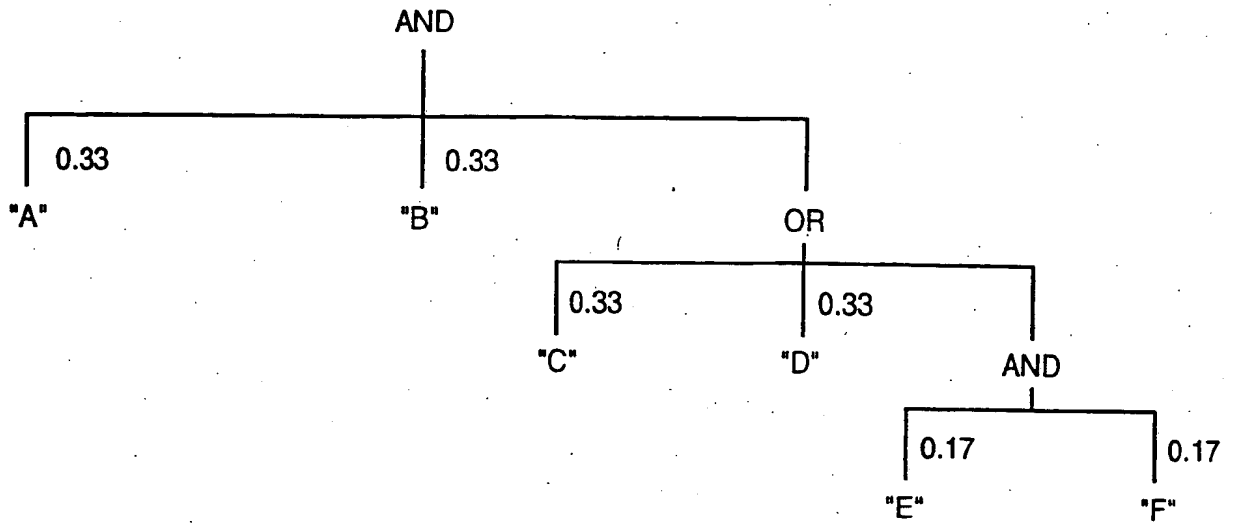 AND
0.33 0.33
"A" "B" OR
0.33 0.33
"C" "D" AND
0.17 0.17
"E" "F"